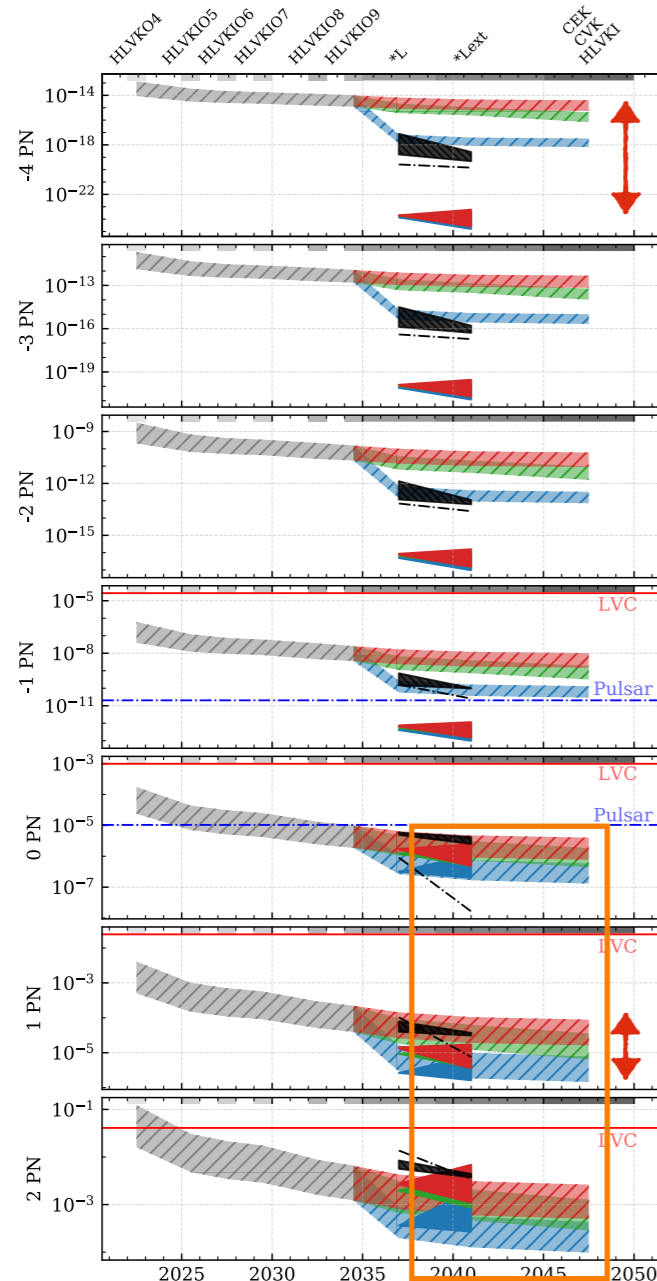 HLVKO4 HLVKIO5 HLVKIO6 HLVKIO7 HLVKIO8 HLVKIO9 *L *Lext CEK CVK HLVKI
-4 PN
10⁻¹⁴
10⁻¹⁸
10⁻²²
-3 PN
10⁻¹³
10⁻¹⁶
10⁻¹⁹
-2 PN
10⁻⁹
10⁻¹²
10⁻¹⁵
-1 PN
10⁻⁵
LVC
10⁻⁸
Pulsar
10⁻¹¹
0 PN
10⁻³
LVC
Pulsar
10⁻⁵
10⁻⁷
1 PN
LVC
10⁻³
10⁻⁵
2 PN
10⁻¹
LVC
10⁻³
2025 2030 2035 2040 2045 2050